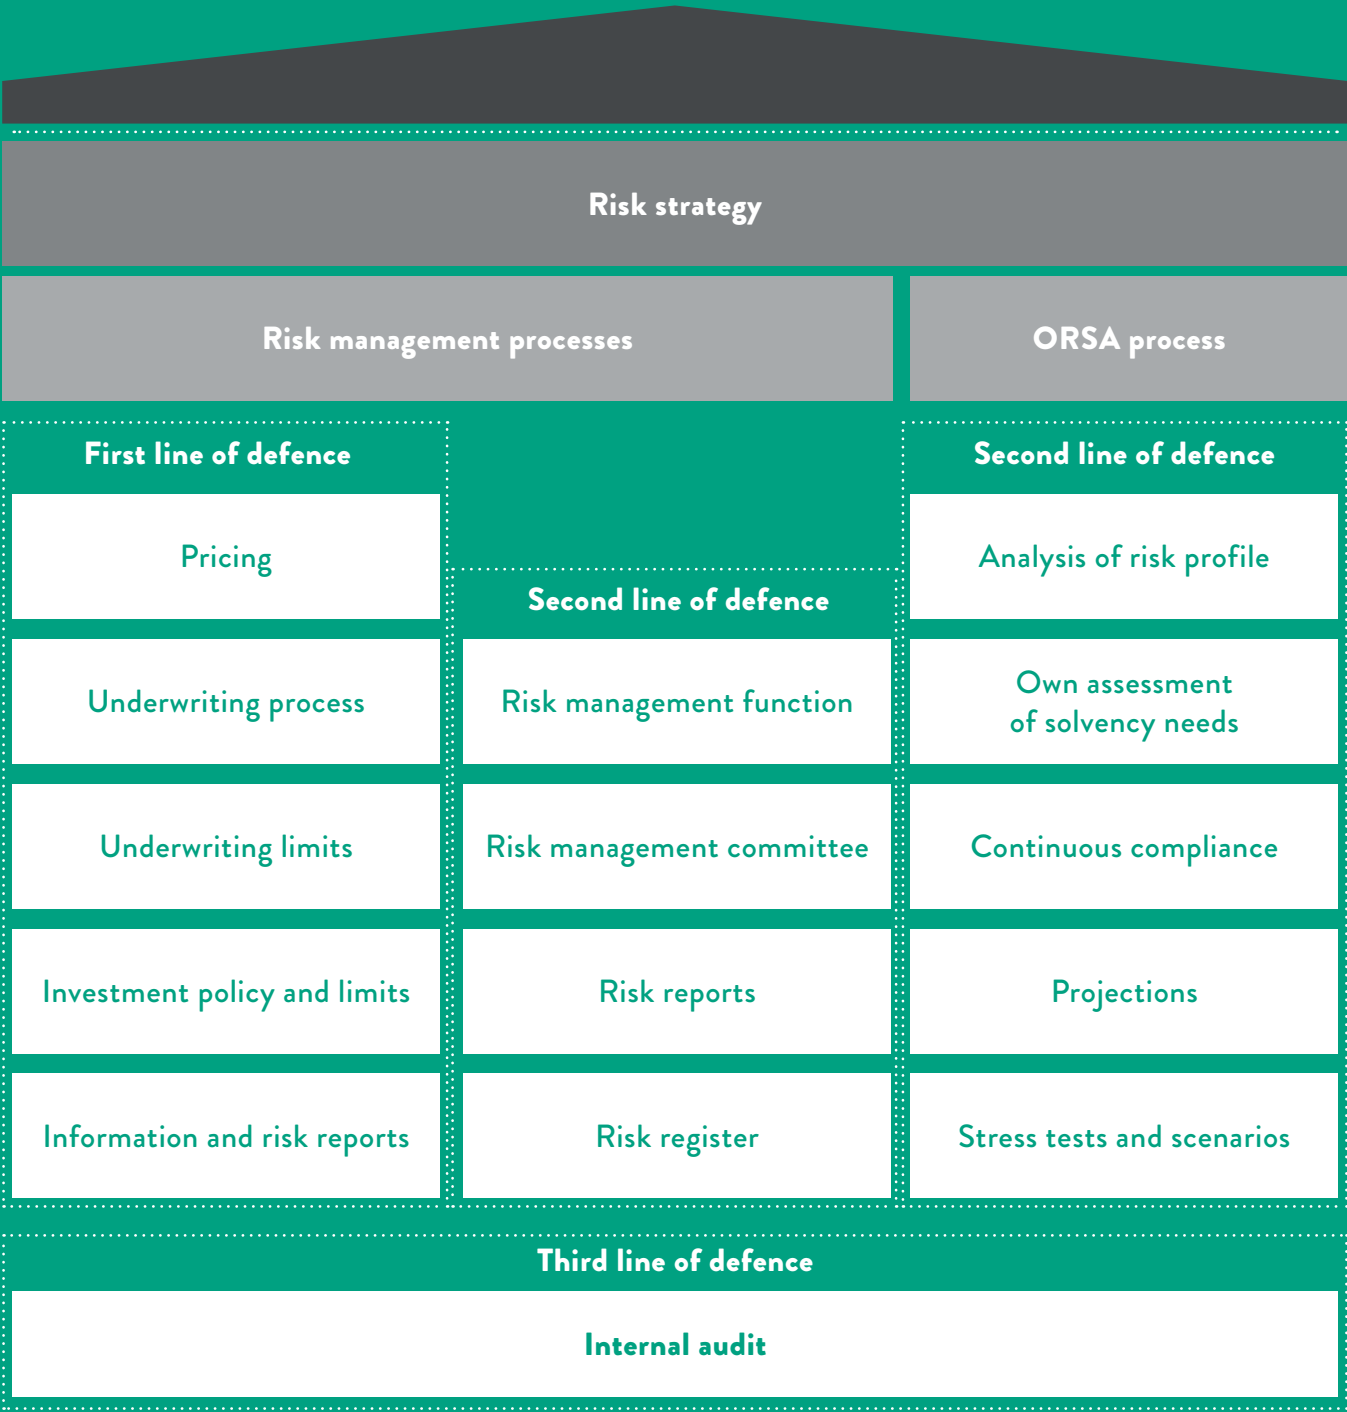 Risk strategy
Risk management processes
ORSA process
First line of defence
Pricing
Underwriting process
Underwriting limits
Investment policy and limits
Information and risk reports
Second line of defence
Risk management function
Risk management committee
Risk reports
Risk register
Second line of defence
Analysis of risk profile
Own assessment
of solvency needs
Continuous compliance
Projections
Stress tests and scenarios
Third line of defence
Internal audit